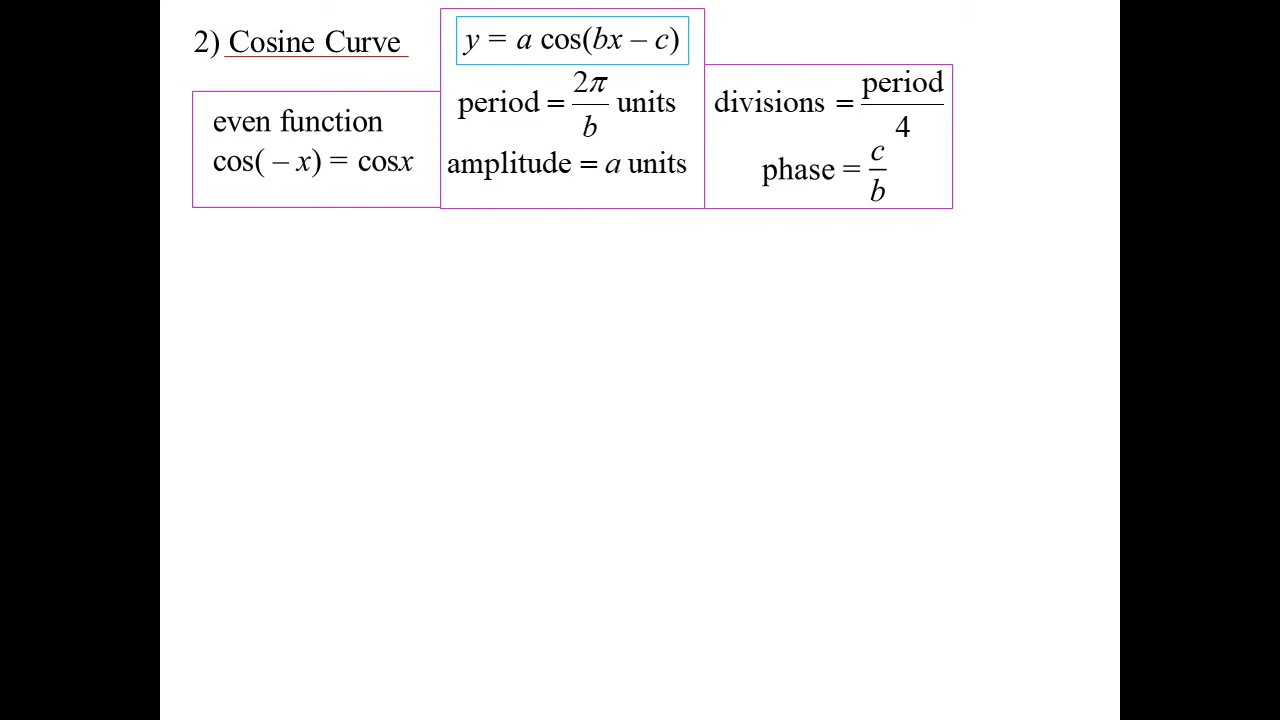 2) Cosine Curve
y = a cos(bx – c)
even function
cos( – x) = cosx
period = 2π/b units
amplitude = a units
divisions = period/4
phase = c/b